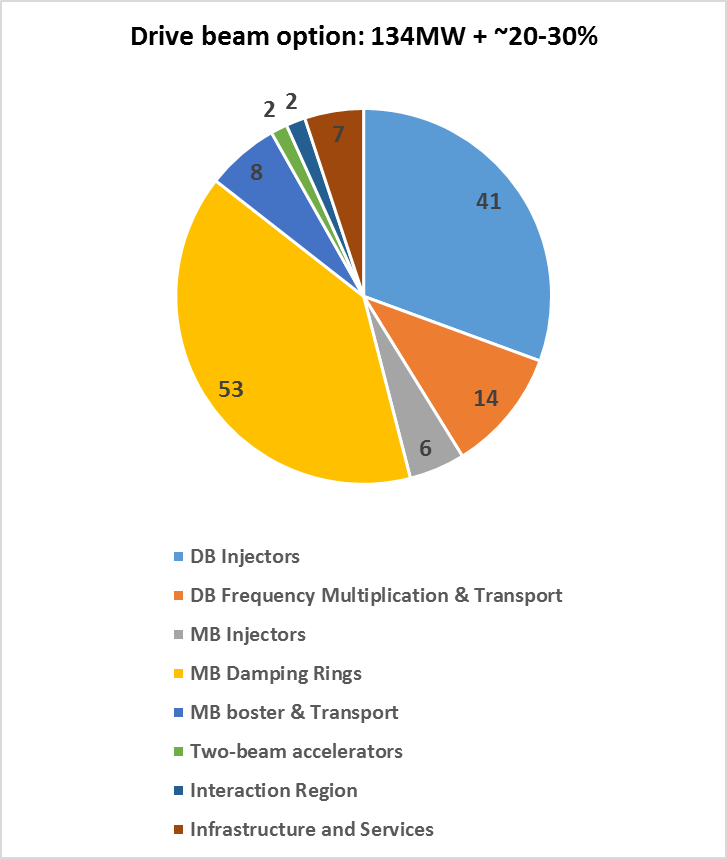 Drive beam option: 134MW + ~20-30%
2
2
7
8
41
53
14
6
DB Injectors
DB Frequency Multiplication & Transport
MB Injectors
MB Damping Rings
MB boster & Transport
Two-beam accelerators
Interaction Region
Infrastructure and Services